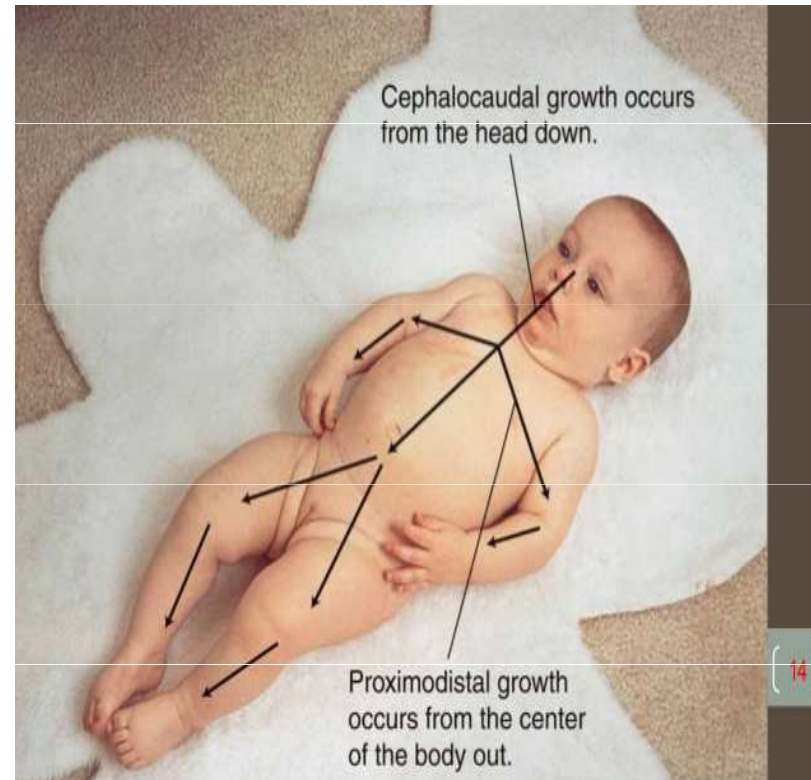 Cephalocaudal growth occurs
from the head down.
Proximodistal growth
occurs from the center
of the body out.
14